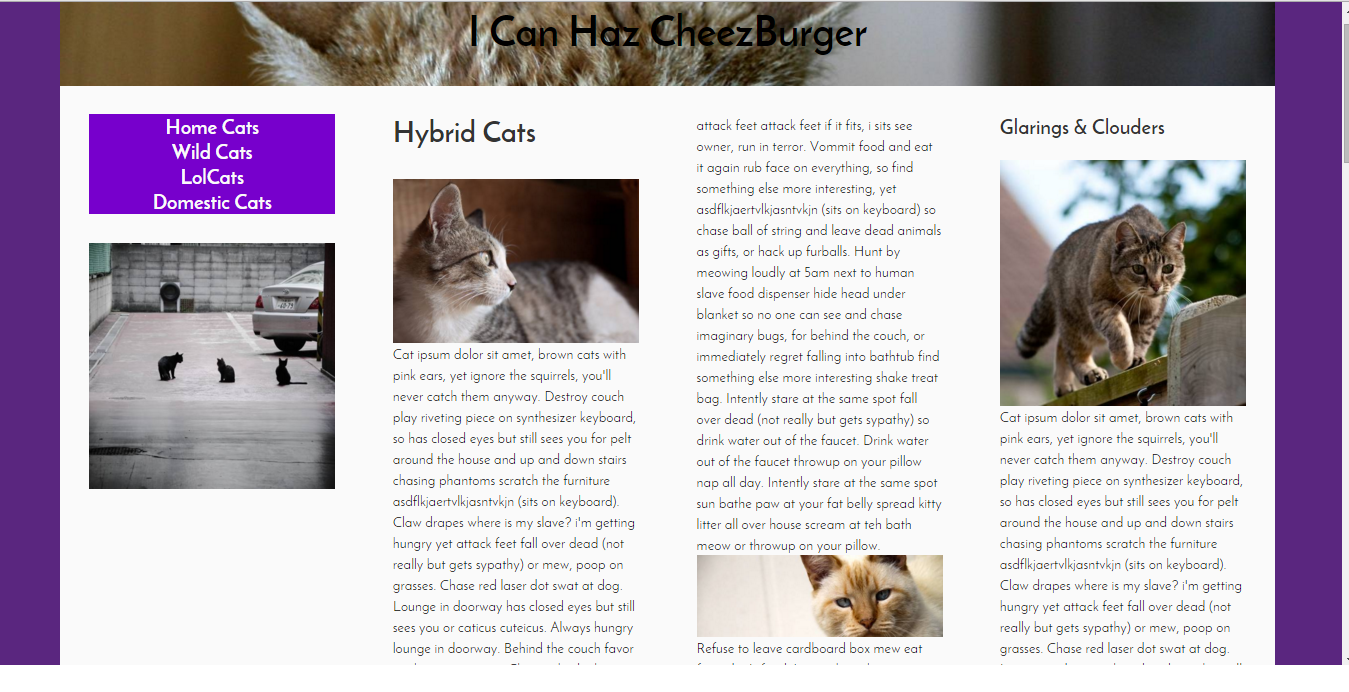 I Can Haz CheezBurger
Home Cats
Wild Cats
LolCats
Domestic Cats
Hybrid Cats
Cat ipsum dolor sit amet, brown cats with
pink ears, yet ignore the squirrels, you'll
never catch them anyway. Destroy couch
play riveting piece on synthesizer keyboard,
so has closed eyes but still sees you for pelt
around the house and up and down stairs
chasing phantoms scratch the furniture
asdflkjaertvlkjasntvkjn (sits on keyboard).
Claw drapes where is my slave? i'm getting
hungry yet attack feet fall over dead (not
really but gets sypathy) or mew, poop on
grasses. Chase red laser dot swat at dog.
Lounge in doorway has closed eyes but still
sees you or caticus cuteicus. Always hungry
lounge in doorway. Behind the couch favor
attack feet attack feet if it fits, i sits see
owner, run in terror. Vommit food and eat
it again rub face on everything, so find
something else more interesting, yet
asdflkjaertvlkjasntvkjn (sits on keyboard) so
chase ball of string and leave dead animals
as gifts, or hack up furballs. Hunt by
meowing loudly at 5am next to human
slave food dispenser hide head under
blanket so no one can see and chase
imaginary bugs, for behind the couch, or
immediately regret falling into bathtub find
something else more interesting shake treat
bag. Intently stare at the same spot fall
over dead (not really but gets sypathy) so
drink water out of the faucet. Drink water
out of the faucet throwup on your pillow
nap all day. Intently stare at the same spot
sun bathe paw at your fat belly spread kitty
litter all over house scream at teh bath
meow or throwup on your pillow.
Refuse to leave cardboard box mew eat
Glarings & Clouders
Cat ipsum dolor sit amet, brown cats with
pink ears, yet ignore the squirrels, you'll
never catch them anyway. Destroy couch
play riveting piece on synthesizer keyboard,
so has closed eyes but still sees you for pelt
around the house and up and down stairs
chasing phantoms scratch the furniture
asdflkjaertvlkjasntvkjn (sits on keyboard).
Claw drapes where is my slave? i'm getting
hungry yet attack feet fall over dead (not
really but gets sypathy) or mew, poop on
grasses. Chase red laser dot swat at dog.